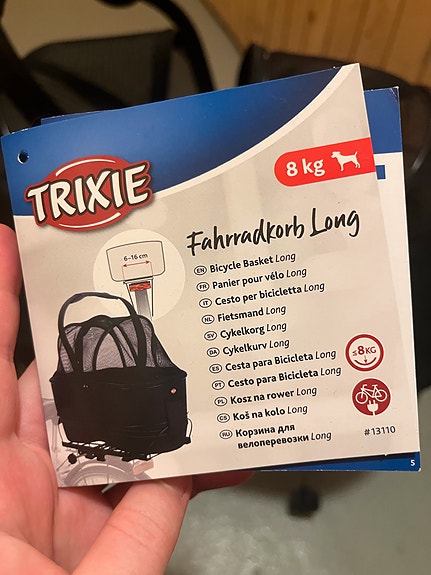 8 kg
TRIXIE
Fahrradkorb Long
6–16 cm
EN Bicycle Basket Long
FR Panier pour vélo Long
IT Cesto per bicicletta Long
NL Fietsmand Long
SV Cykelkorg Long
DA Cykelkurv Long
ES Cesta para Bicicleta Long
PT Cesto para Bicicleta Long
PL Kosz na rower Long
CS Koš na kolo Long
RU Корзина для
велоперевозки Long
≤8KG
#13110
5